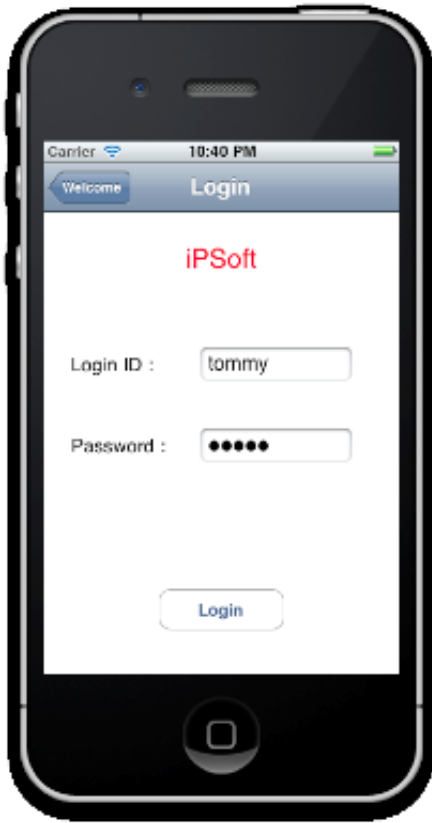 Carrier 10:40 PM
Welcome Login
iPSoft
Login ID : tommy
Password : •••••
Login